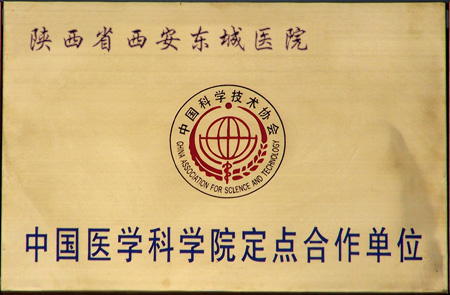 陕西省西安东城医院
中国科学技术协会
CHINA ASSOCIATION FOR SCIENCE AND TECHNOLOGY
中国医学科学院定点合作单位